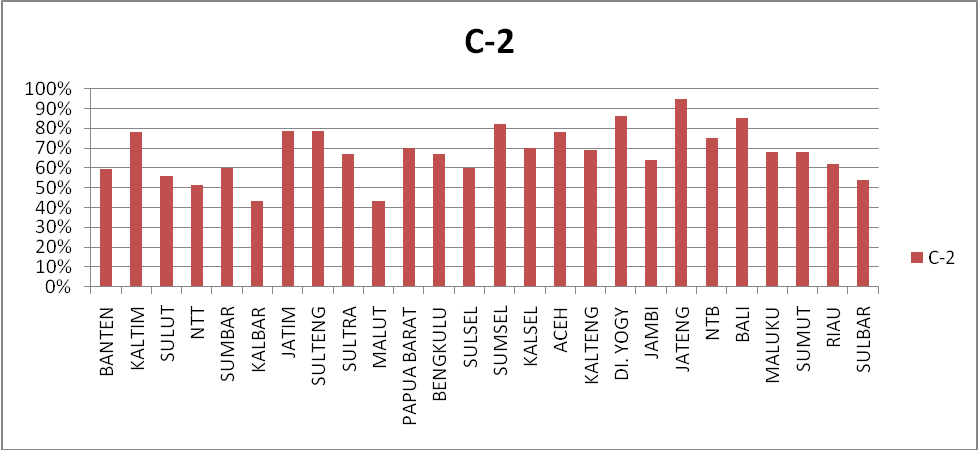 C-2
100%
90%
80%
70%
60%
50%
40%
30%
20%
10%
0%
BANTEN
KALTIM
SULUT
NTT
SUMBAR
KALBAR
JATIM
SULTENG
SULTRA
MALUT
PAPUA BARAT
BENGKULU
SULSEL
SUMSEL
KALSEL
ACEH
KALTENG
DI. YOGY
JAMBI
JATENG
NTB
BALI
MALUKU
SUMUT
RIAU
SULBAR
C-2